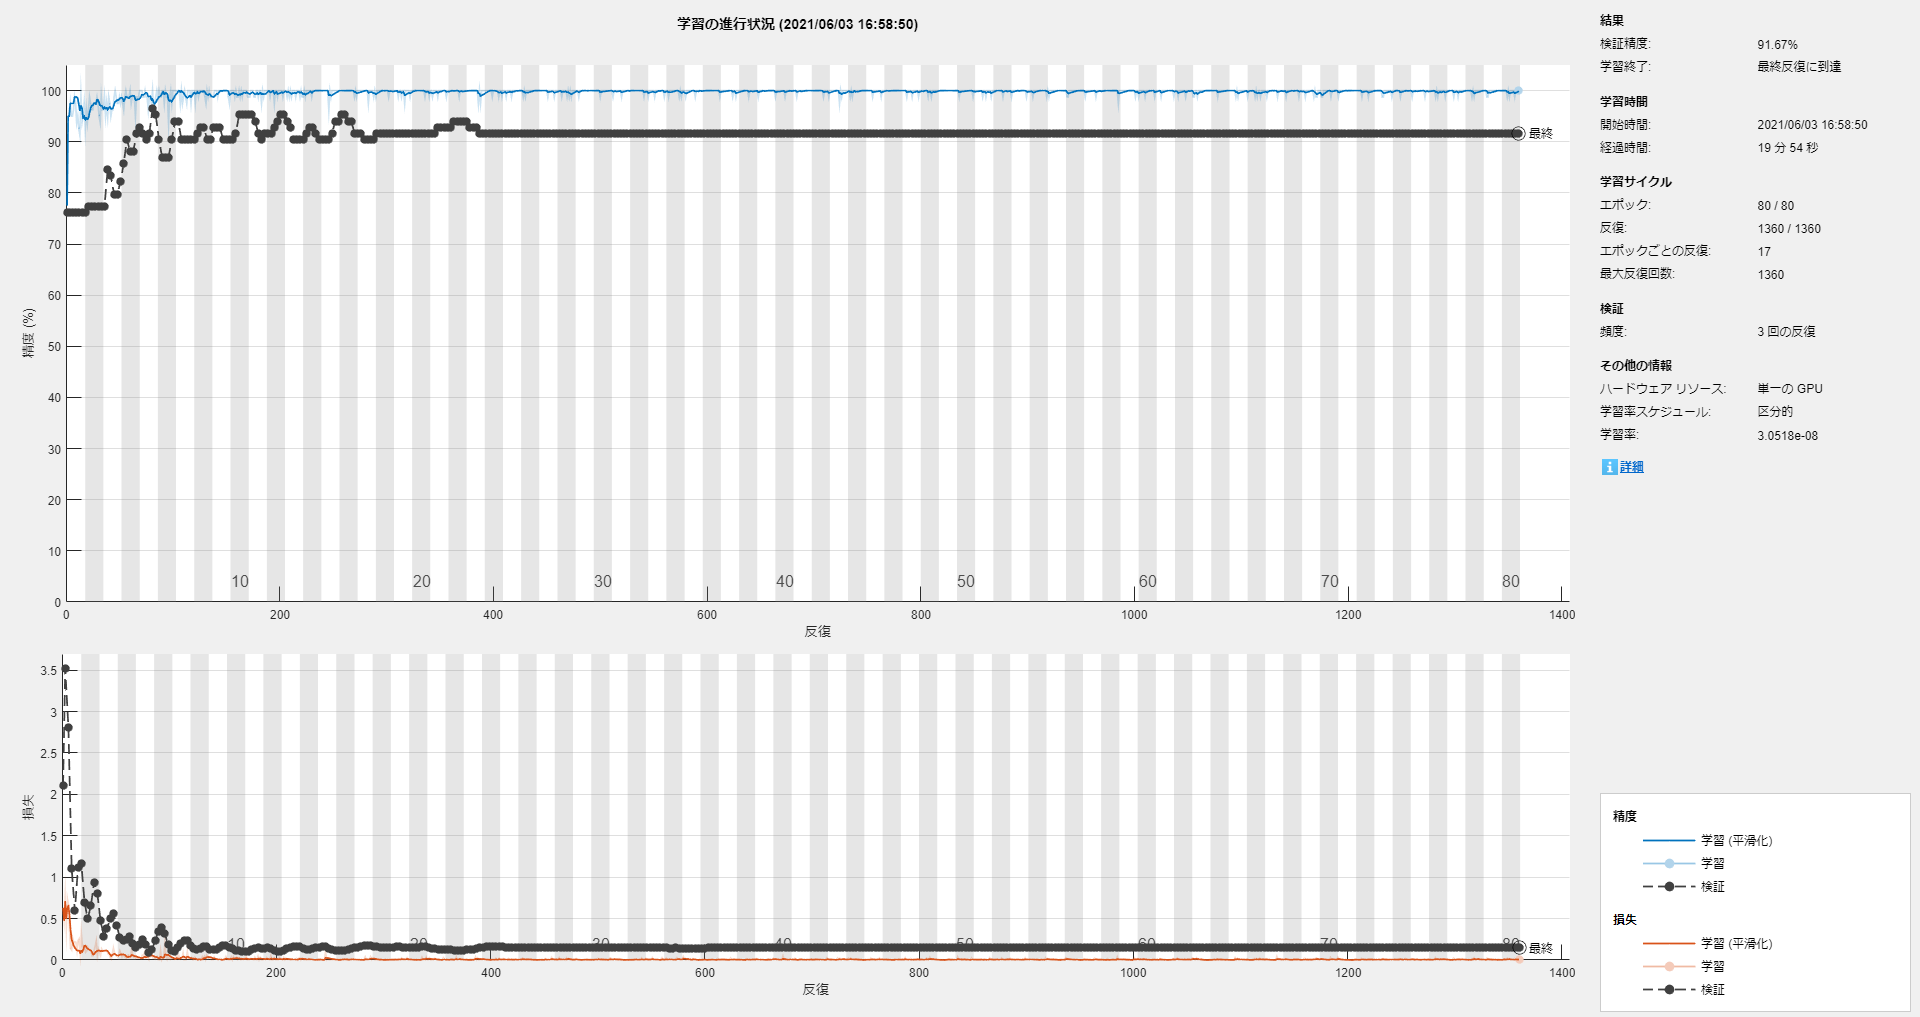 学習の進行状況 (2021/06/03 16:58:50)
100
90
80
70
60
50
40
30
20
10
0
精度 (%)
10 20 30 40 50 60 70 80
0 200 400 600 800 1000 1200 1400
反復
最終
3.5
3
2.5
2
1.5
1
0.5
0
損失
10 20 30 40 50 60 70 80
0 200 400 600 800 1000 1200 1400
反復
最終
結果
検証精度: 91.67%
学習終了: 最終反復に到達
学習時間
開始時間: 2021/06/03 16:58:50
経過時間: 19 分 54 秒
学習サイクル
エポック: 80 / 80
反復: 1360 / 1360
エポックごとの反復: 17
最大反復回数: 1360
検証
頻度: 3 回の反復
その他の情報
ハードウェア リソース: 単一の GPU
学習率スケジュール: 区分的
学習率: 3.0518e-08
i 詳細
精度
学習 (平滑化)
学習
検証
損失
学習 (平滑化)
学習
検証